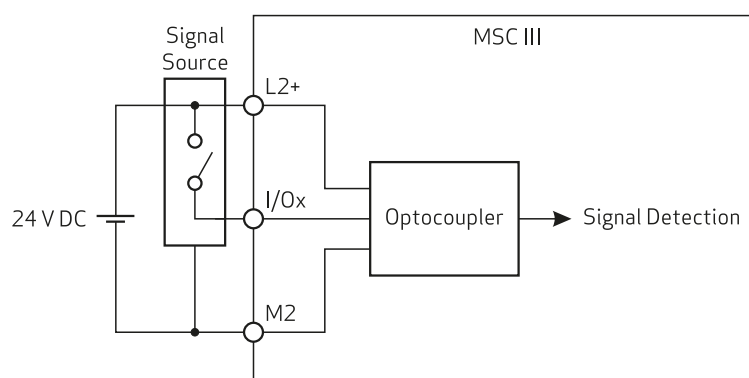 MSC III
Signal
Source
L2+
I/Ox
24 V DC
Optocoupler
Signal Detection
M2